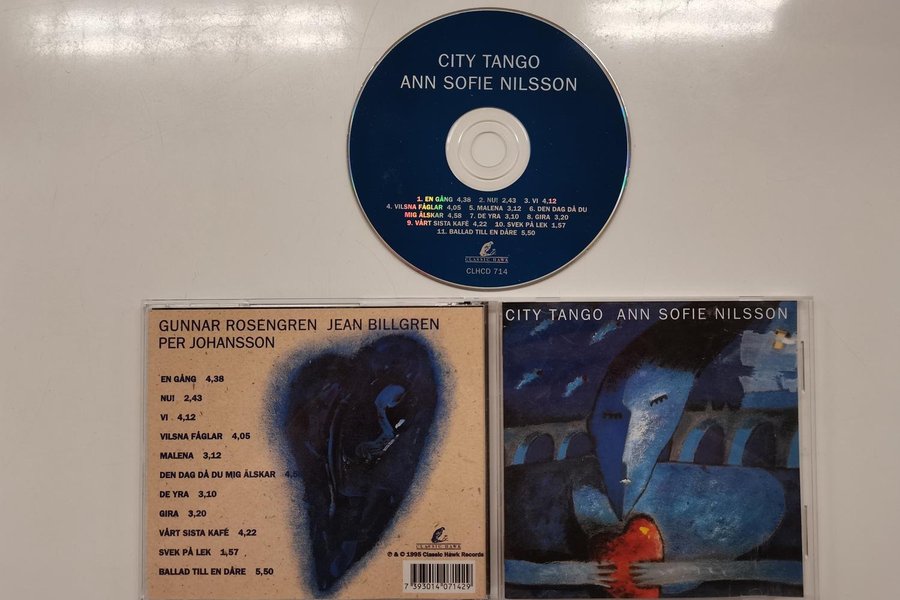 CITY TANGO
ANN SOFIE NILSSON
1. EN GÅNG 4,38 2. NU! 2,43 3. VI 4,12
4. VILSNA FÅGLAR 4,05 5. MALENA 3,12 6. DEN DAG DÅ DU
MIG ÄLSKAR 4,58 7. DE YRA 3,10 8. GIRA 3,20
9. VÅRT SISTA KAFÉ 4,22 10. SVEK PÅ LEK 1,57
11. BALLAD TILL EN DÅRE 5,50
CLASSIC HAWK
CLHCD 714
GUNNAR ROSENGREN JEAN BILLGREN
PER JOHANSSON
EN GÅNG 4,38
NU! 2,43
VI 4,12
VILSNA FÅGLAR 4,05
MALENA 3,12
DEN DAG DÅ DU MIG ÄLSKAR 4,58
DE YRA 3,10
GIRA 3,20
VÅRT SISTA KAFÉ 4,22
SVEK PÅ LEK 1,57
BALLAD TILL EN DÅRE 5,50
CLASSIC HAWK
℗ & © 1995 Classic Hawk Records
7 393014 071429
CITY TANGO ANN SOFIE NILSSON